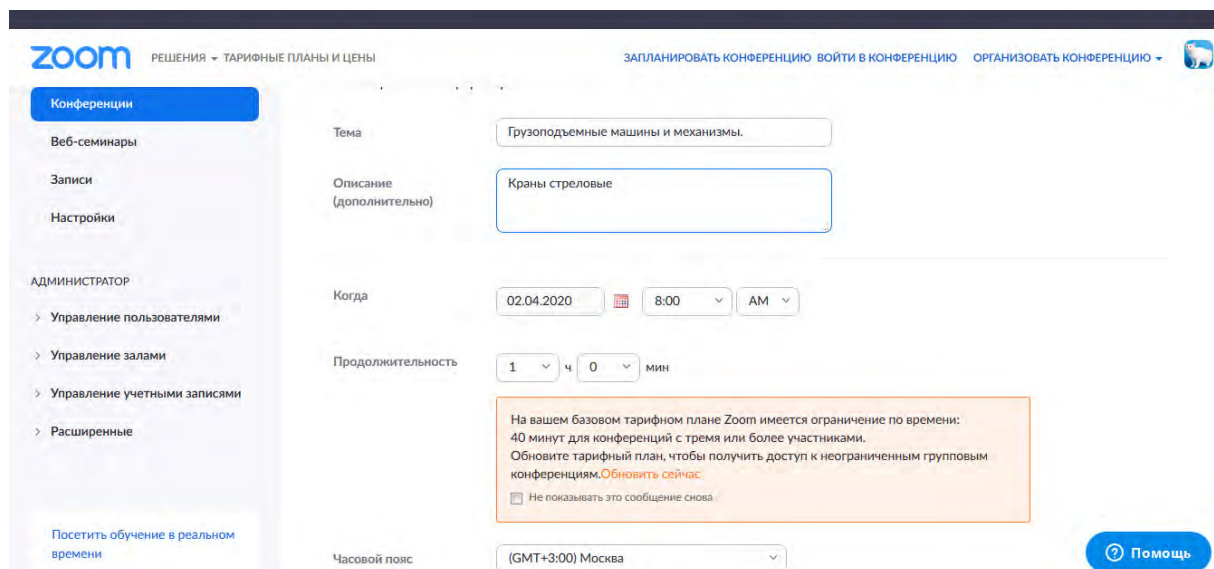 zoom РЕШЕНИЯ ТАРИФНЫЕ ПЛАНЫ И ЦЕНЫ ЗАПЛАНИРОВАТЬ КОНФЕРЕНЦИЮ ВОЙТИ В КОНФЕРЕНЦИЮ ОРГАНИЗОВАТЬ КОНФЕРЕНЦИЮ
Конференции
Веб-семинары
Записи
Настройки
АДМИНИСТРАТОР
Управление пользователями
Управление залами
Управление учетными записями
Расширенные
Посетить обучение в реальном
времени
Тема Грузоподъемные машины и механизмы.
Описание
(дополнительно)
Краны стреловые
Когда 02.04.2020 8:00 AM
Продолжительность 1 ч 0 мин
На вашем базовом тарифном плане Zoom имеется ограничение по времени:
40 минут для конференций с тремя или более участниками.
Обновите тарифный план, чтобы получить доступ к неограниченным групповым
конференциям.Обновить сейчас
Не показывать это сообщение снова
Часовой пояс (GMT+3:00) Москва
Помощь